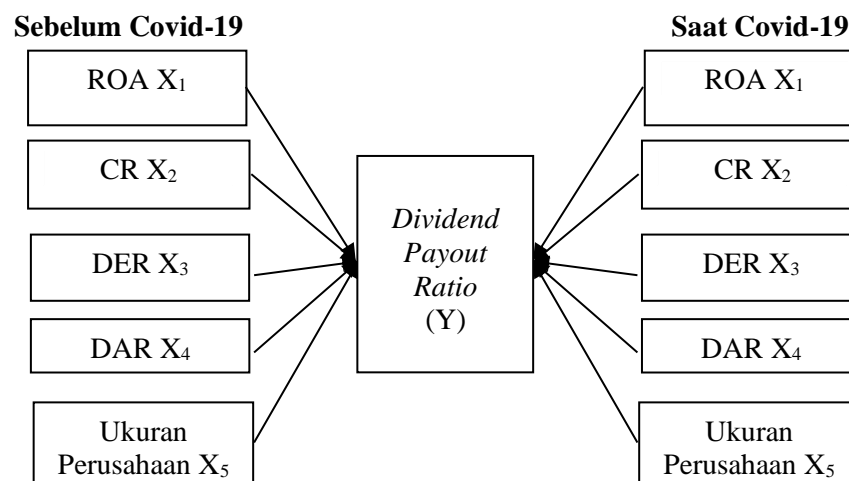 Sebelum Covid-19
ROA X₁
CR X₂
DER X₃
DAR X₄
Ukuran
Perusahaan X₅
Dividend
Payout
Ratio
(Y)
Saat Covid-19
ROA X₁
CR X₂
DER X₃
DAR X₄
Ukuran
Perusahaan X₅